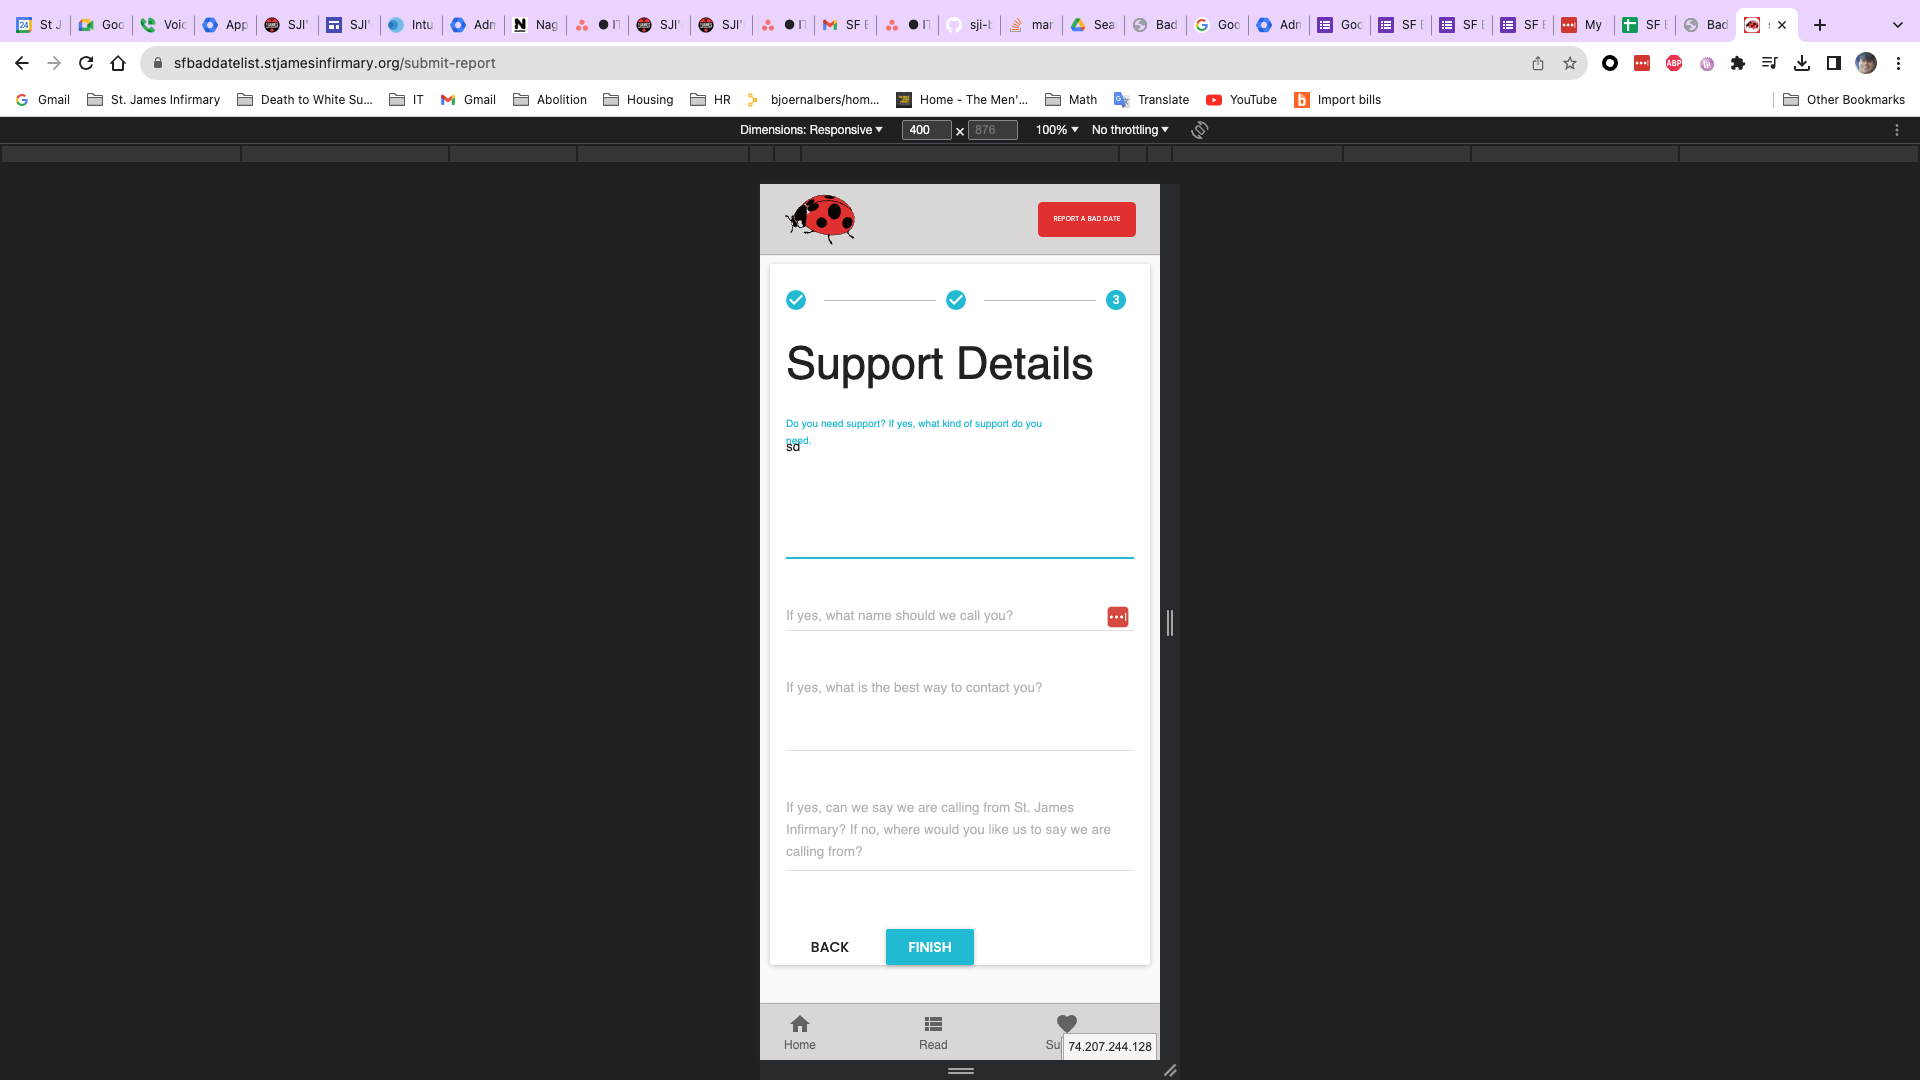 St J
Goo
Voic
App
SJI'
SJI'
Intu
Adn
Nag
IT
SJI'
SJI'
IT
SF E
IT
sji-b
mar
Sea
Bad
Goo
Adn
Goo
SF E
SF E
SF E
My
SF E
Bad
sfbaddatelist.stjamesinfirmary.org/submit-report
ABP
Gmail
St. James Infirmary
Death to White Su...
IT
Gmail
Abolition
Housing
HR
bjoernalbers/hom...
Home - The Men'...
Math
Translate
YouTube
Import bills
Other Bookmarks
Dimensions: Responsive
400
×
876
100%
No throttling
REPORT A BAD DATE
3
Support Details
Do you need support? If yes, what kind of support do you
need.
sd
If yes, what name should we call you?
If yes, what is the best way to contact you?
If yes, can we say we are calling from St. James
Infirmary? If no, where would you like us to say we are
calling from?
BACK
FINISH
Home
Read
Su
74.207.244.128